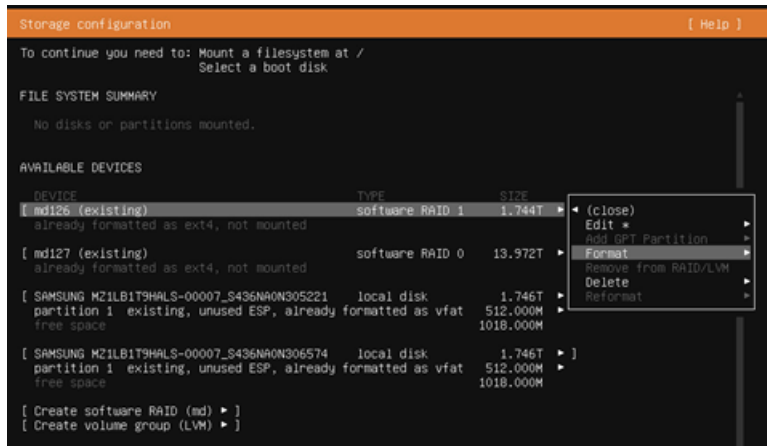 Storage configuration [ Help ]
To continue you need to: Mount a filesystem at /
Select a boot disk
FILE SYSTEM SUMMARY
No disks or partitions mounted.
AVAILABLE DEVICES
DEVICE TYPE SIZE
[ md126 (existing) software RAID 1 1.744T ▸
already formatted as ext4, not mounted
◂ (close)
Edit * ▸
Add GPT Partition ▸
Format ▸
Remove from RAID/LVM
Delete ▸
Reformat ▸
[ md127 (existing) software RAID 0 13.972T ▸
already formatted as ext4, not mounted
[ SAMSUNG MZ1LB1T9HALS-00007_S436NA0N305221 local disk 1.746T ▸
partition 1 existing, unused ESP, already formatted as vfat 512.000M ▸
free space 1018.000M
[ SAMSUNG MZ1LB1T9HALS-00007_S436NA0N306574 local disk 1.746T ▸ ]
partition 1 existing, unused ESP, already formatted as vfat 512.000M ▸
free space 1018.000M
[ Create software RAID (md) ▸ ]
[ Create volume group (LVM) ▸ ]